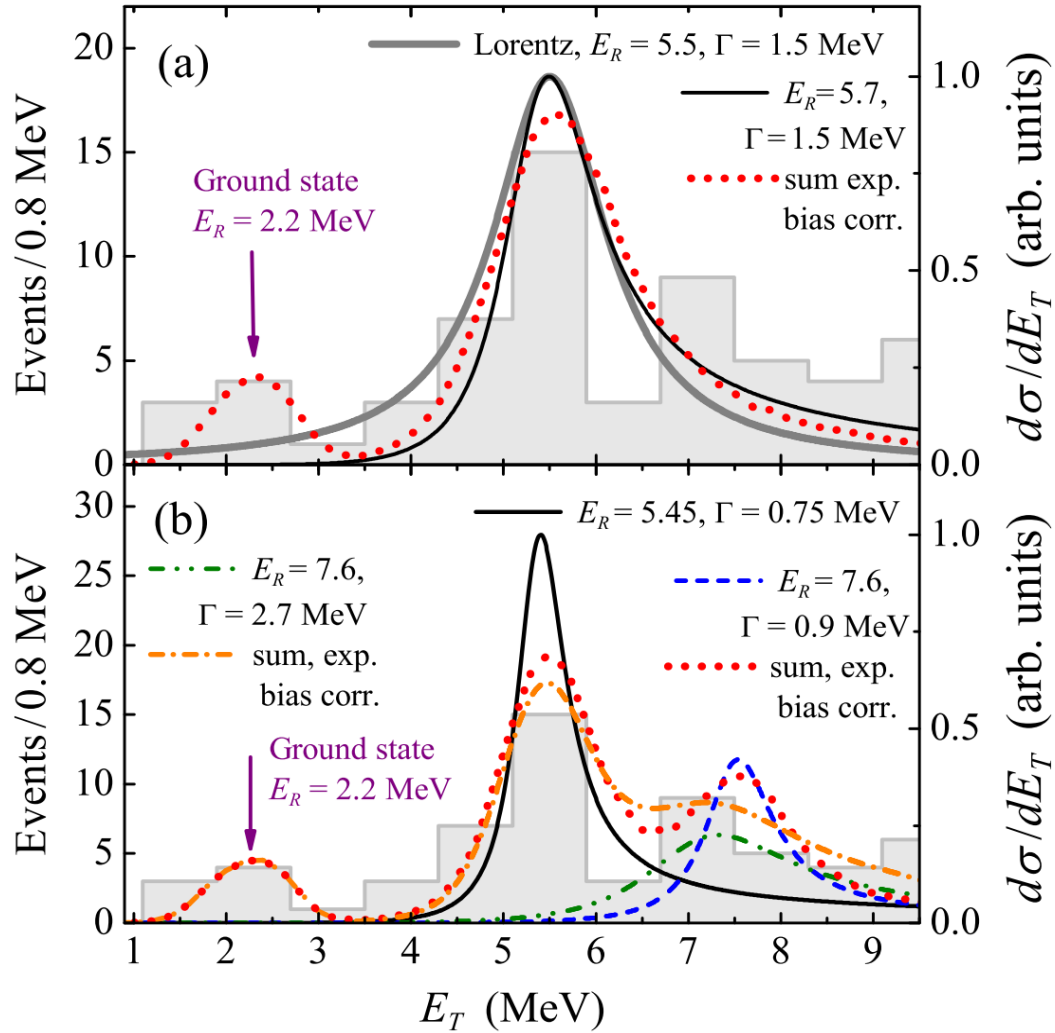 (a)
Lorentz, E_R = 5.5, Γ = 1.5 MeV
E_R = 5.7,
Γ = 1.5 MeV
sum exp.
bias corr.
Ground state
E_R = 2.2 MeV
Events / 0.8 MeV
20
15
10
5
0
dσ/dE_T (arb. units)
1.0
0.5
0.0
(b)
E_R = 5.45, Γ = 0.75 MeV
E_R = 7.6,
Γ = 2.7 MeV
sum, exp.
bias corr.
E_R = 7.6,
Γ = 0.9 MeV
sum, exp.
bias corr.
Ground state
E_R = 2.2 MeV
Events / 0.8 MeV
30
25
20
15
10
5
0
dσ/dE_T (arb. units)
1.0
0.5
0.0
1 2 3 4 5 6 7 8 9
E_T (MeV)